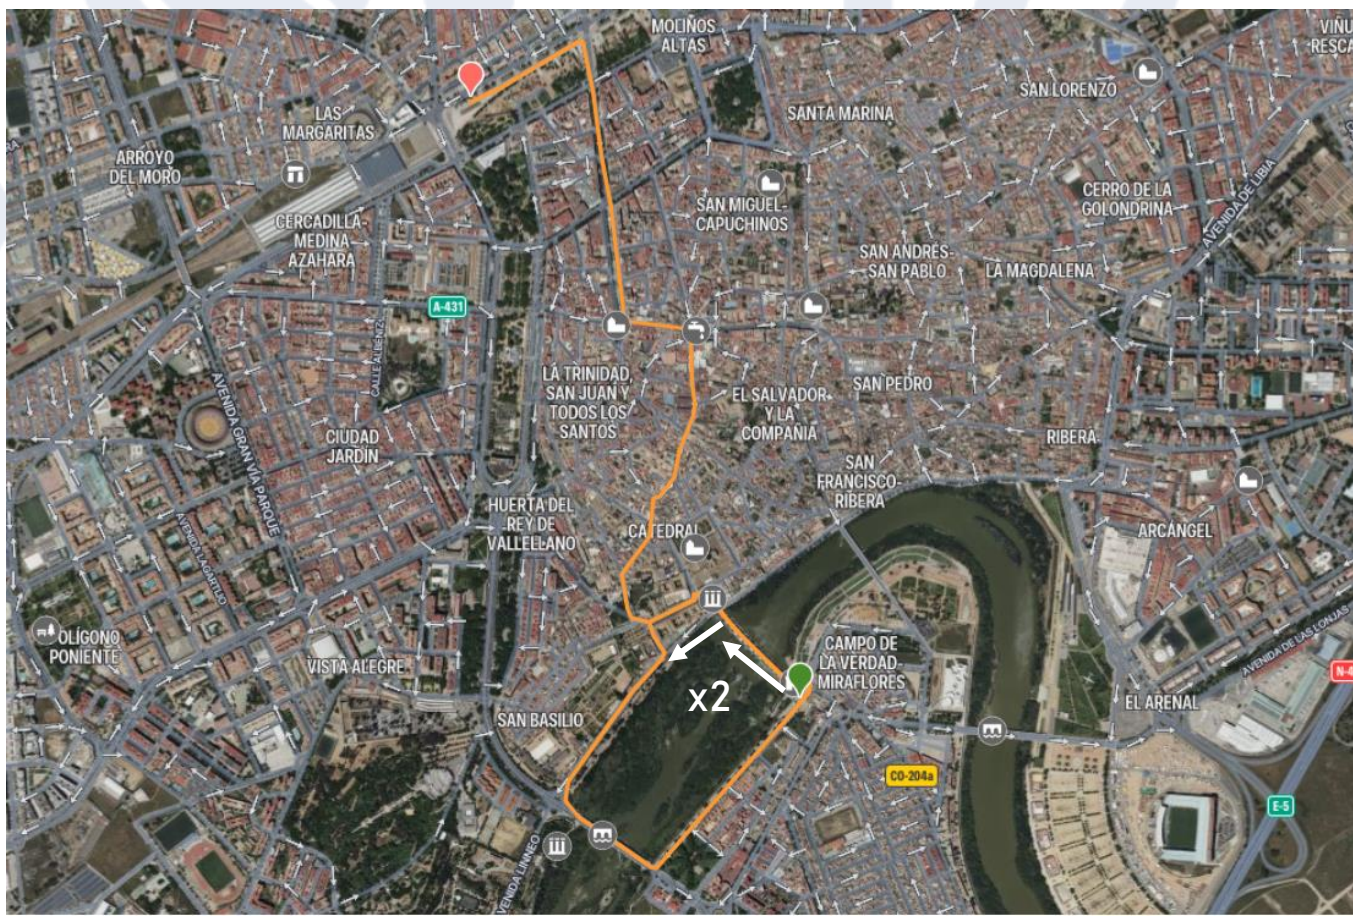 MOLINOS
ALTAS
VIÑU
RESCA
SAN LORENZO
LAS
MARGARITAS
SANTA MARINA
ARROYO
DEL MORO
CERRO DE LA
GOLONDRINA
SAN MIGUEL-
CAPUCHINOS
AVENIDA DE LIBIA
CERCADILLA-
MEDINA
AZAHARA
SAN ANDRÉS-
SAN PABLO
LA MAGDALENA
A-431
LA TRINIDAD,
SAN JUAN Y
TODOS LOS
SANTOS
EL SALVADOR
Y LA
COMPAÑÍA
SAN PEDRO
AVENIDA GRAN VÍA PARQUE
CIUDAD
JARDÍN
RIBERA
SAN
FRANCISCO-
RIBERA
HUERTA DEL
REY DE
VALLELLANO
CATEDRAL
ARCÁNGEL
OLÍGONO
PONIENTE
VISTA ALEGRE
CAMPO DE
LA VERDAD-
MIRAFLORES
AVENIDA DE LAS LONJAS
N-4
x2
SAN BASILIO
EL ARENAL
CO-204a
E-5
AVENIDA LINNEO